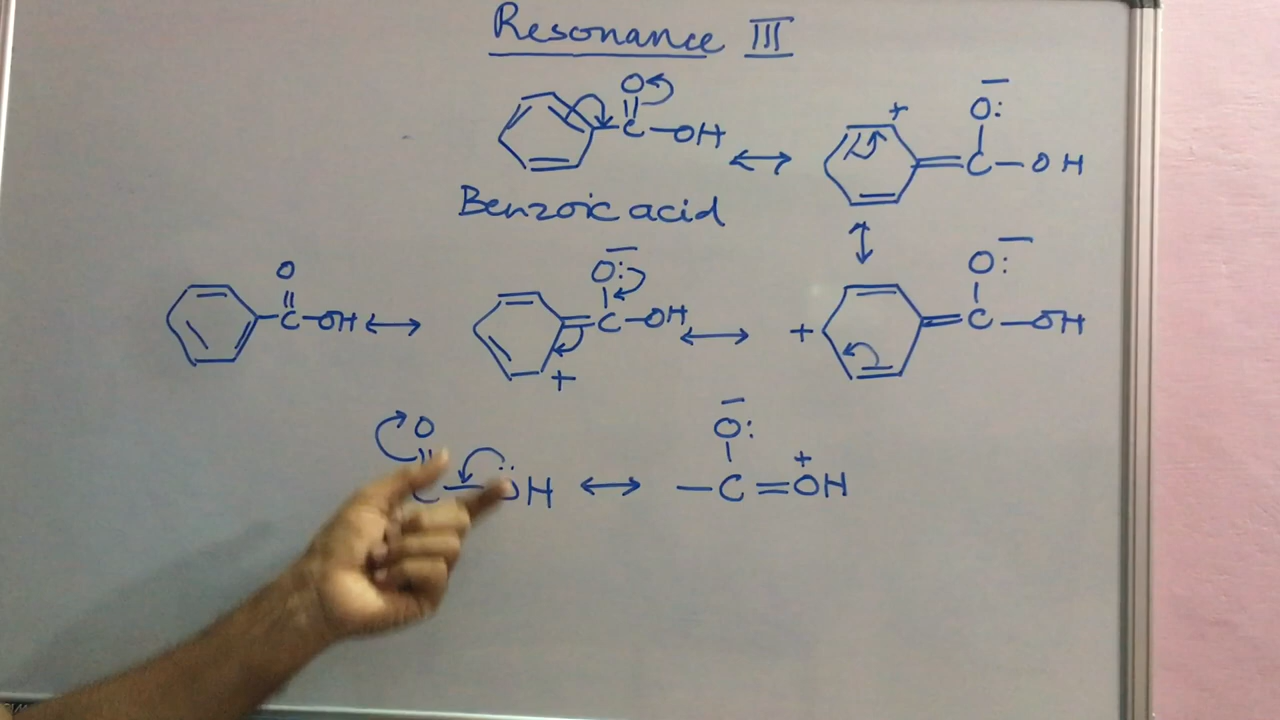 Resonance III
O
C-OH
+
O:
C-OH
Benzoic acid
O
C-OH
+
O:
C-OH
+
O:
C-OH
O
C-OH
O:
+
-C=OH